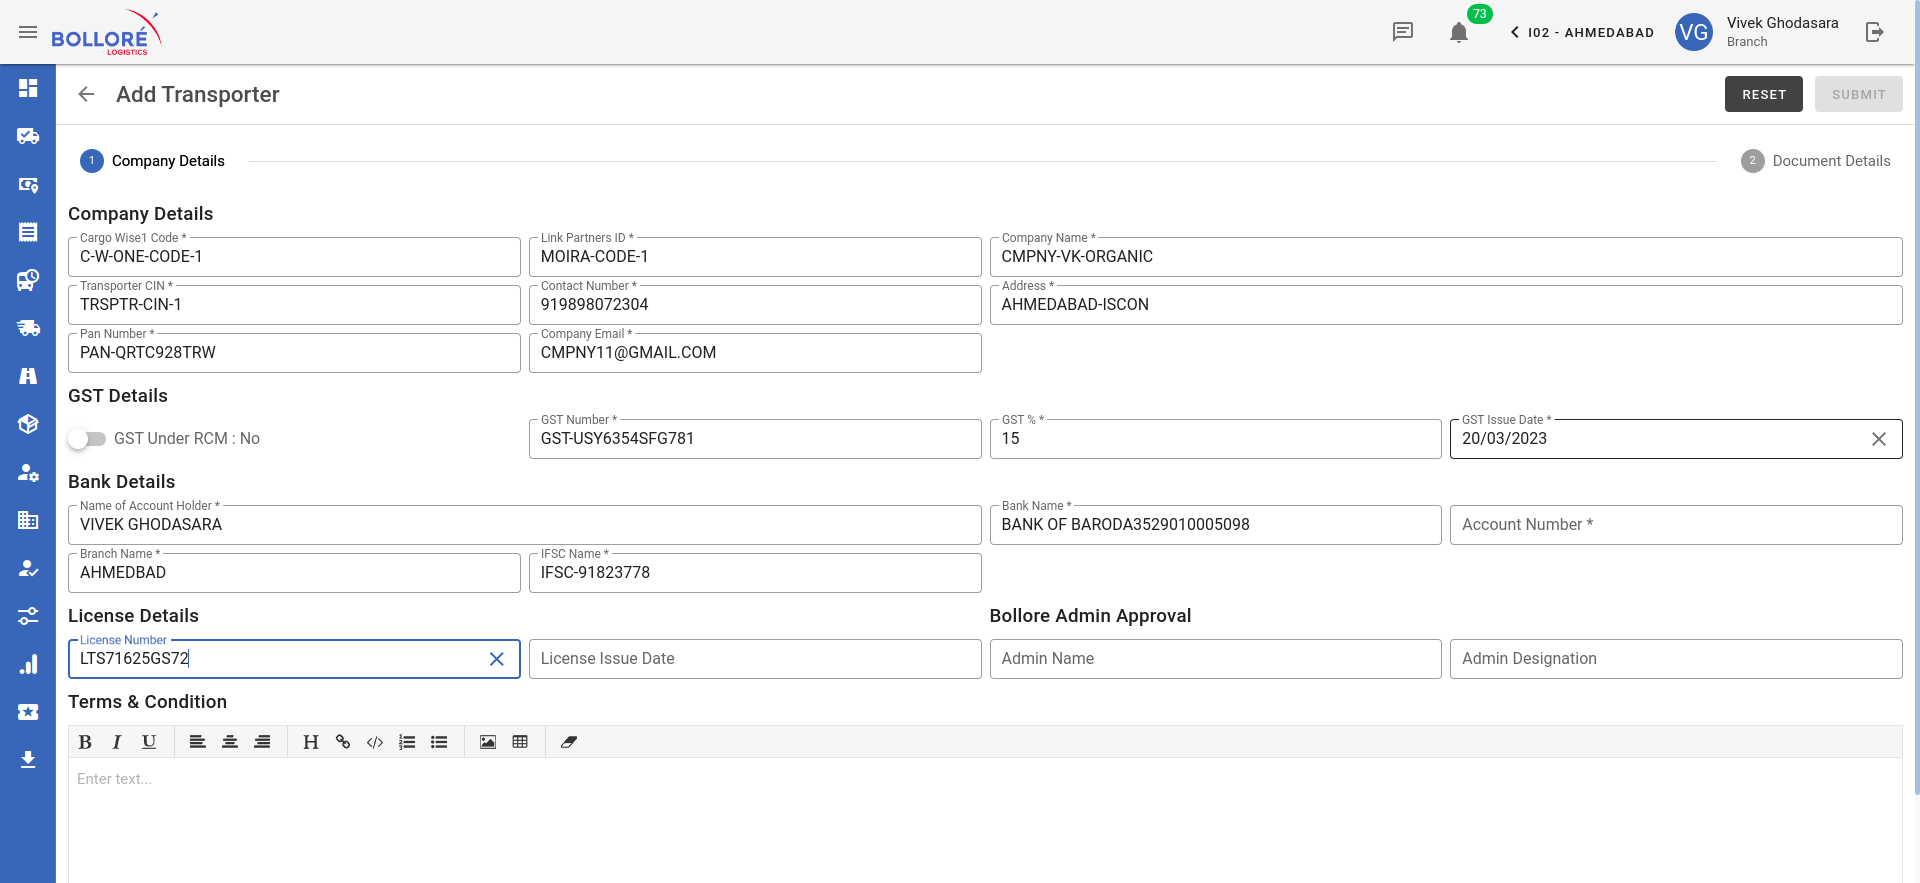 BOLLORÉ
LOGISTICS
73
I02 - AHMEDABAD
VG
Vivek Ghodasara
Branch
Add Transporter
RESET
SUBMIT
1 Company Details
2 Document Details
Company Details
Cargo Wise1 Code *
C-W-ONE-CODE-1
Link Partners ID *
MOIRA-CODE-1
Company Name *
CMPNY-VK-ORGANIC
Transporter CIN *
TRSPTR-CIN-1
Contact Number *
919898072304
Address *
AHMEDABAD-ISCON
Pan Number *
PAN-QRTC928TRW
Company Email *
CMPNY11@GMAIL.COM
GST Details
GST Under RCM : No
GST Number *
GST-USY6354SFG781
GST % *
15
GST Issue Date *
20/03/2023
Bank Details
Name of Account Holder *
VIVEK GHODASARA
Bank Name *
BANK OF BARODA3529010005098
Account Number *
Branch Name *
AHMEDBAD
IFSC Name *
IFSC-91823778
License Details
Bollore Admin Approval
License Number
LTS71625GS72
License Issue Date
Admin Name
Admin Designation
Terms & Condition
B I U H </>
Enter text...